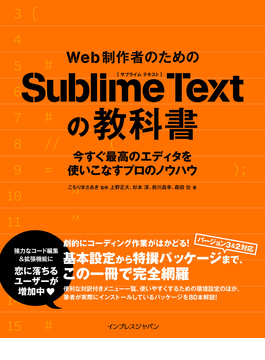 Web制作者のための
[サブライム テキスト]
Sublime Text
の教科書
今すぐ最高のエディタを
使いこなすプロのノウハウ
こもりまさあき 監修 上野正大、杉本 淳、前川昌幸、森田 壮 著
強力なコード編集
&拡張機能に
恋に落ちる
ユーザーが
増加中♥
劇的にコーディング作業がはかどる!
バージョン3&2対応
基本設定から特撰パッケージまで、
この一冊で完全網羅
便利な対訳付きメニュー一覧、使いやすくするための環境設定のほか、
筆者が実際にインストールしているパッケージを80本解説!
インプレスジャパン